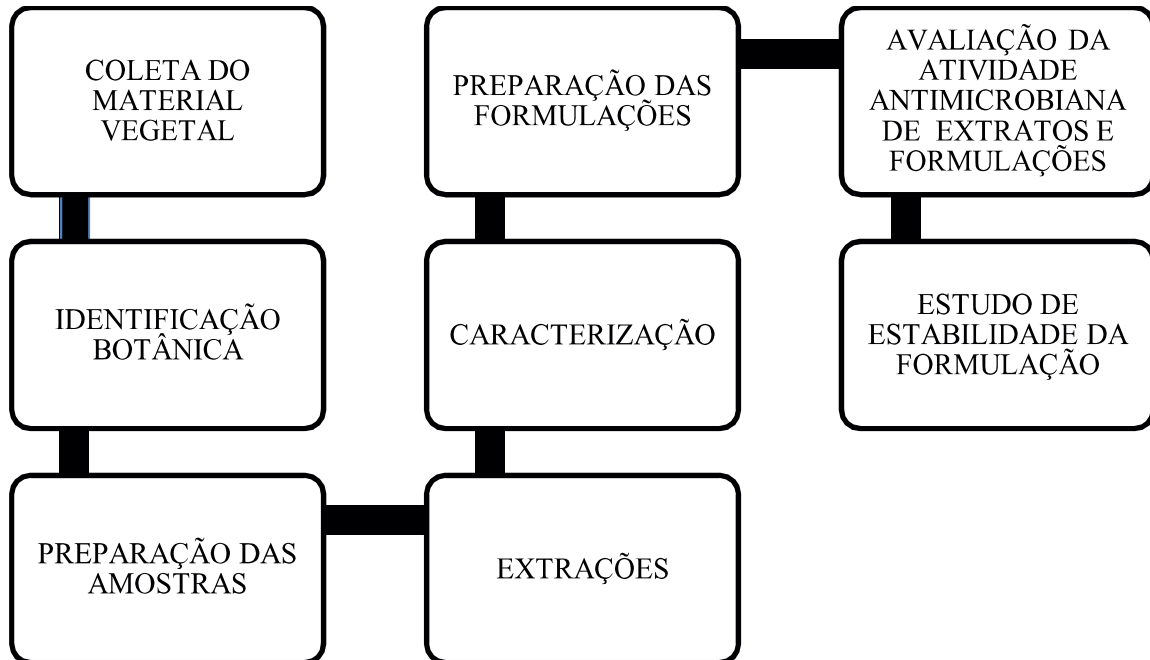 COLETA DO
MATERIAL
VEGETAL
IDENTIFICAÇÃO
BOTÂNICA
PREPARAÇÃO DAS
AMOSTRAS
EXTRAÇÕES
CARACTERIZAÇÃO
PREPARAÇÃO DAS
FORMULAÇÕES
AVALIAÇÃO DA
ATIVIDADE
ANTIMICROBIANA
DE EXTRATOS E
FORMULAÇÕES
ESTUDO DE
ESTABILIDADE DA
FORMULAÇÃO